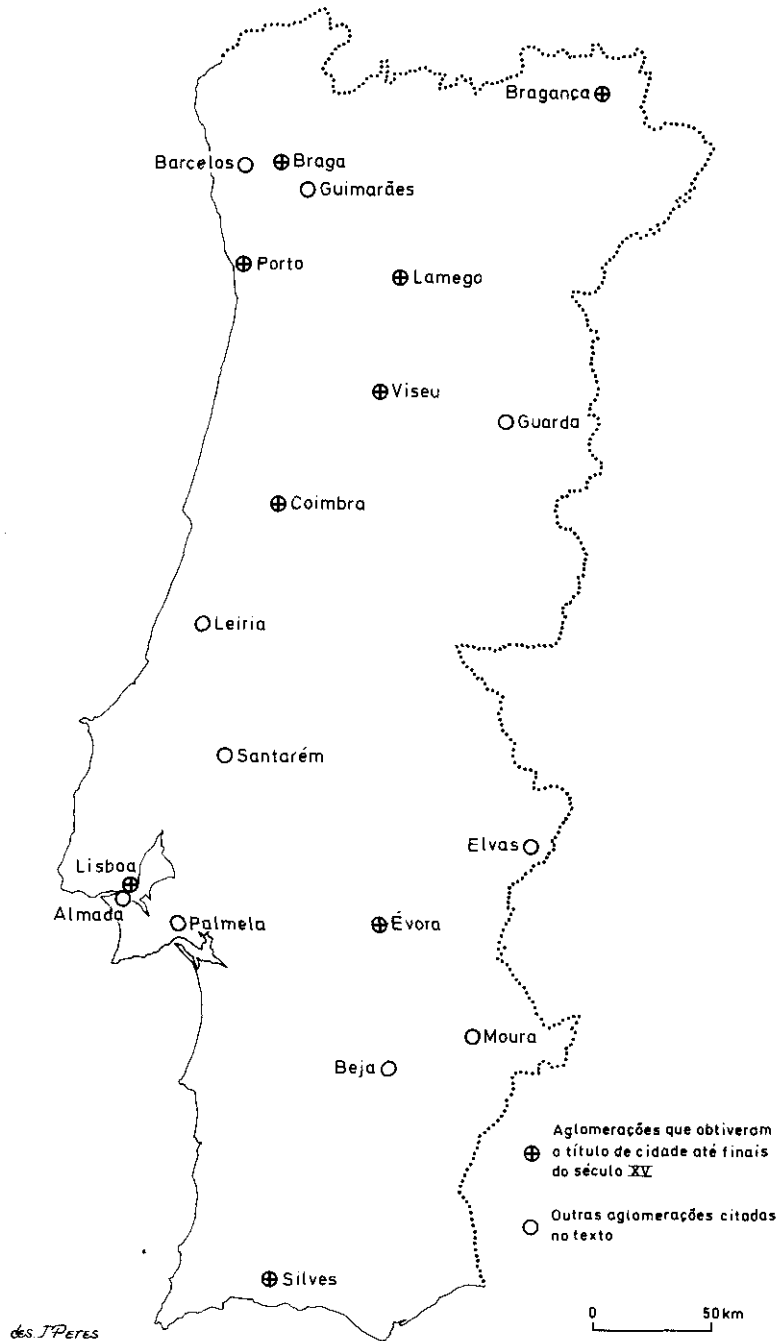 Bragança
Barcelos
Braga
Guimarães
Porto
Lamego
Viseu
Guarda
Coimbra
Leiria
Santarém
Elvas
Lisboa
Almada
Palmela
Évora
Moura
Beja
Aglomerações que obtiveram
o título de cidade até finais
do século XV
Outras aglomerações citadas
no texto
Silves
0 50 km
des. J. PERES